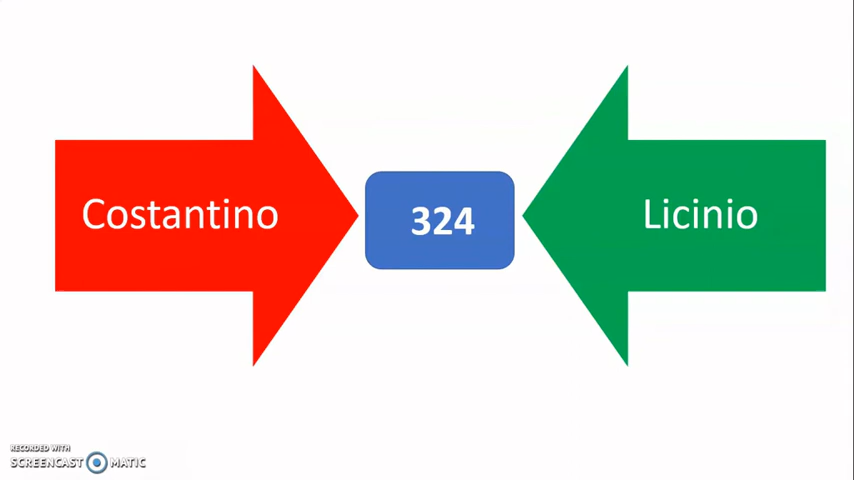 Costantino
324
Licinio
RECORDED WITH
SCREENCAST MATIC